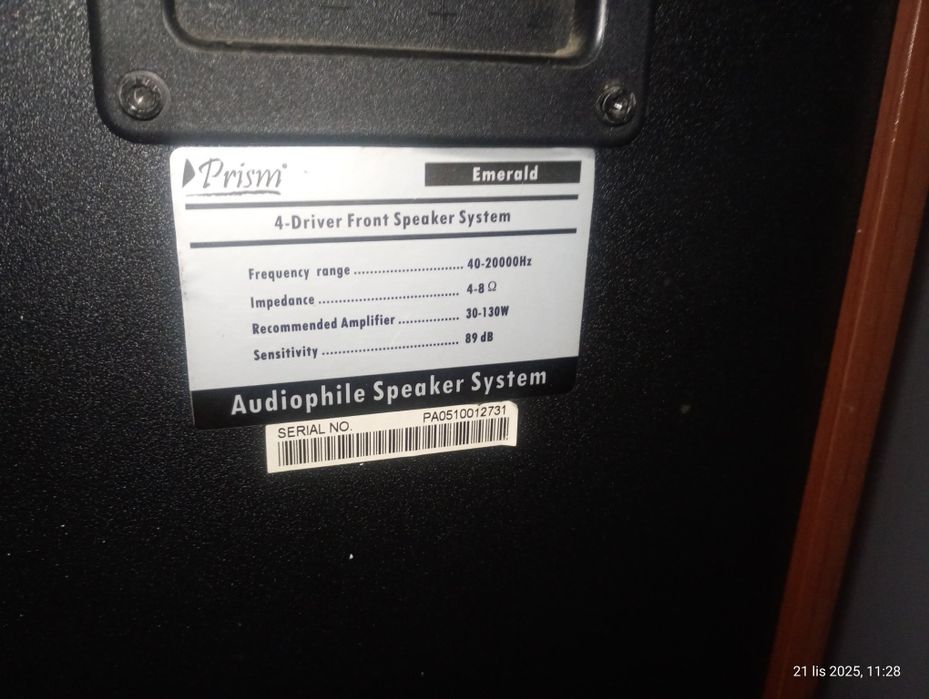 Prism®
Emerald
4-Driver Front Speaker System
Frequency range ........................... 40-20000Hz
Impedance .................................. 4-8 Ω
Recommended Amplifier ............... 30-130W
Sensitivity ................................. 89 dB
Audiophile Speaker System
SERIAL NO. PA0510012731
21 lis 2025, 11:28